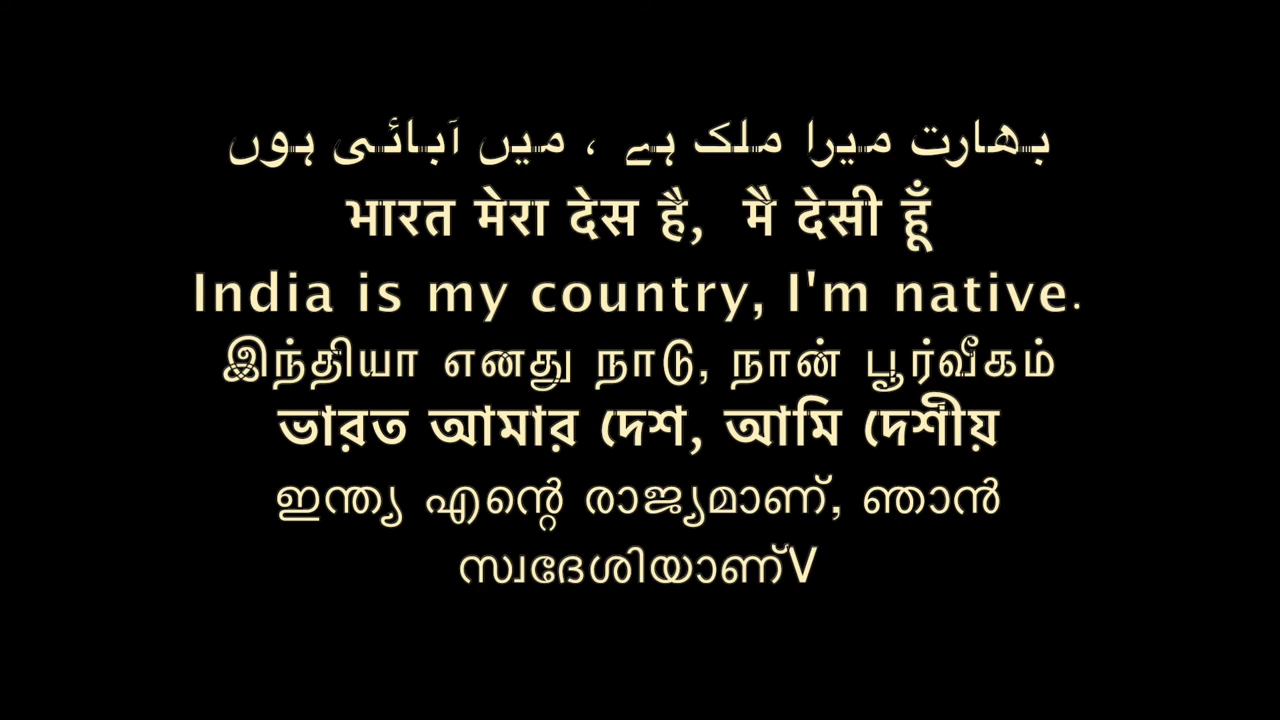 بھارت میرا ملک ہے ، میں آبائی ہوں
भारत मेरा देस है, मै देसी हूँ
India is my country, I'm native.
இந்தியா எனது நாடு, நான் பூர்வீகம்
ভারত আমার দেশ, আমি দেশীয়
ഇന്ത്യ എന്റെ രാജ്യമാണ്, ഞാൻ
സ്വദേശിയാണ്V